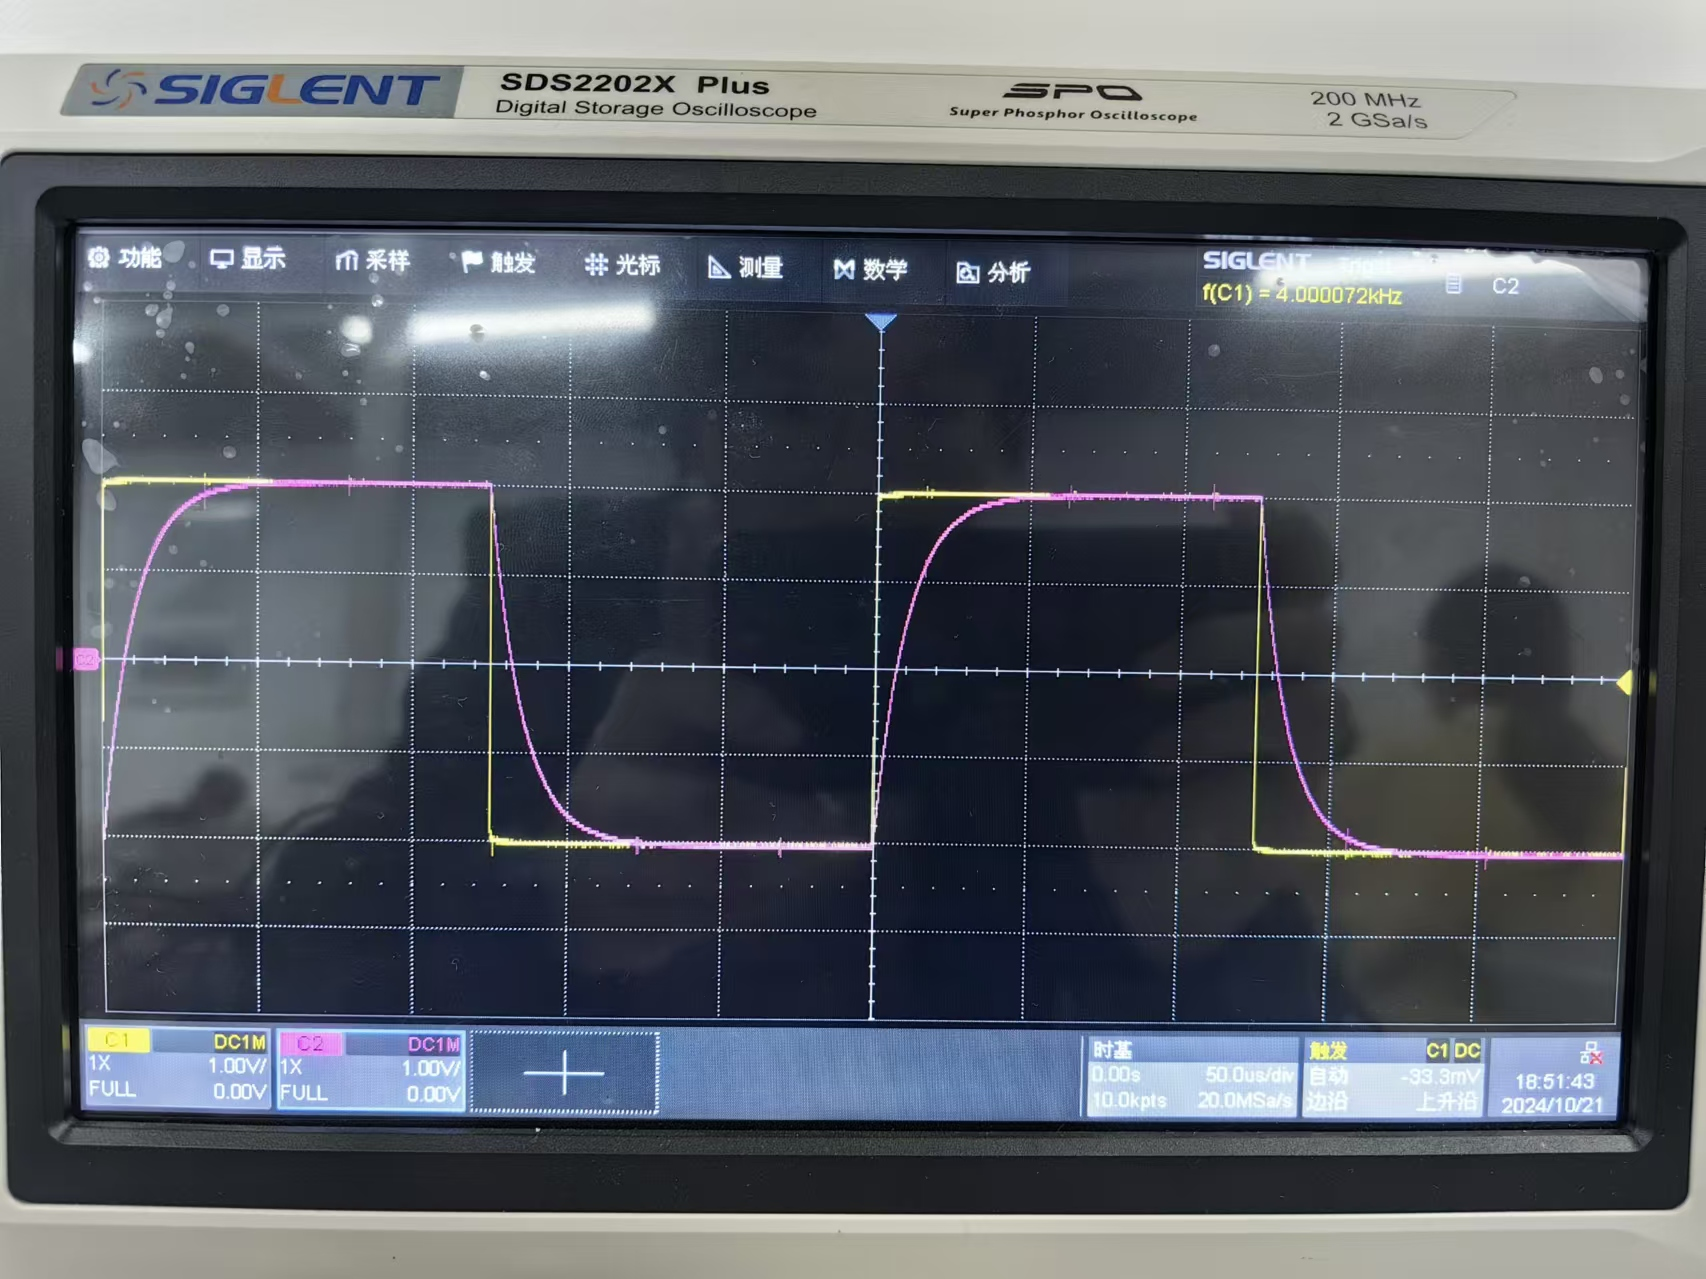 SIGLENT
SDS2202X Plus
Digital Storage Oscilloscope
SPO
Super Phosphor Oscilloscope
200 MHz
2 GSa/s
功能 显示 采样 触发 光标 测量 数学 分析
SIGLENT
f(C1) = 4.000072kHz
C2
C2
C1 DC1M
1X 1.00V/
FULL 0.00V
C2 DC1M
1X 1.00V/
FULL 0.00V
时基
0.00s 50.0us/div
10.0kpts 20.0MSa/s
触发 C1 DC
自动 -33.3mV
边沿 上升沿
18:51:43
2024/10/21